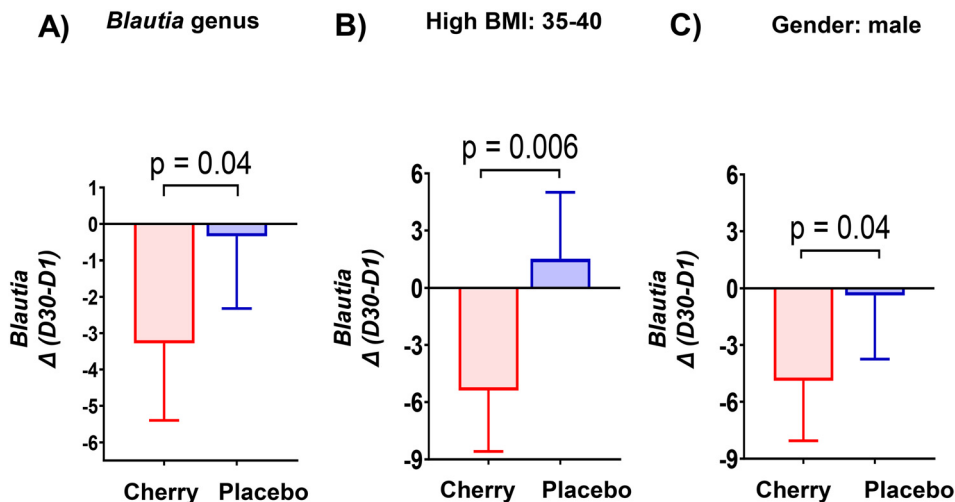 A)
Blautia genus
p = 0.04
1
0
-1
-2
-3
-4
-5
-6
Blautia
Δ (D30-D1)
Cherry
Placebo
B)
High BMI: 35-40
p = 0.006
6
3
0
-3
-6
-9
Blautia
Δ (D30-D1)
Cherry
Placebo
C)
Gender: male
p = 0.04
6
3
0
-3
-6
-9
Blautia
Δ (D30-D1)
Cherry
Placebo